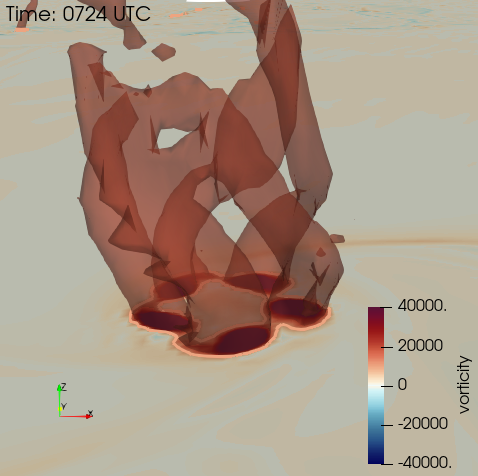 Time: 0724 UTC
40000.
20000
0
-20000
-40000.
vorticity
Z
Y
X